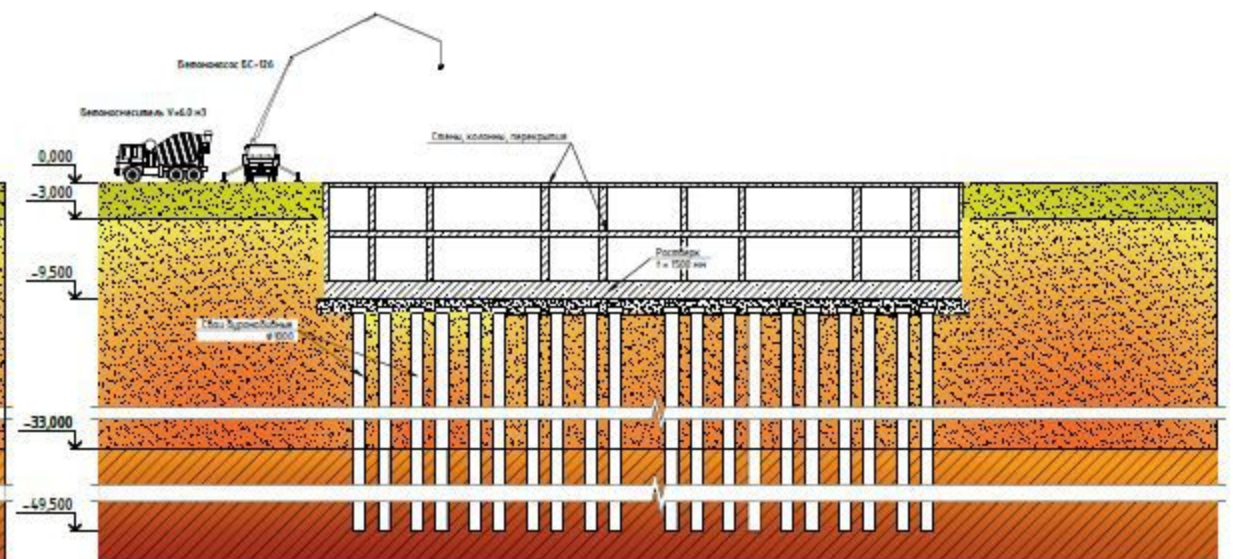 Бетононасос БС-126
Бетоносмеситель V=6.0 м3
Стены, колонны, перекрытия
0,000
-3,000
Ростверк
t = 1500 мм
-9,500
Сваи буронабивные
ø1000
-33,000
-49,500